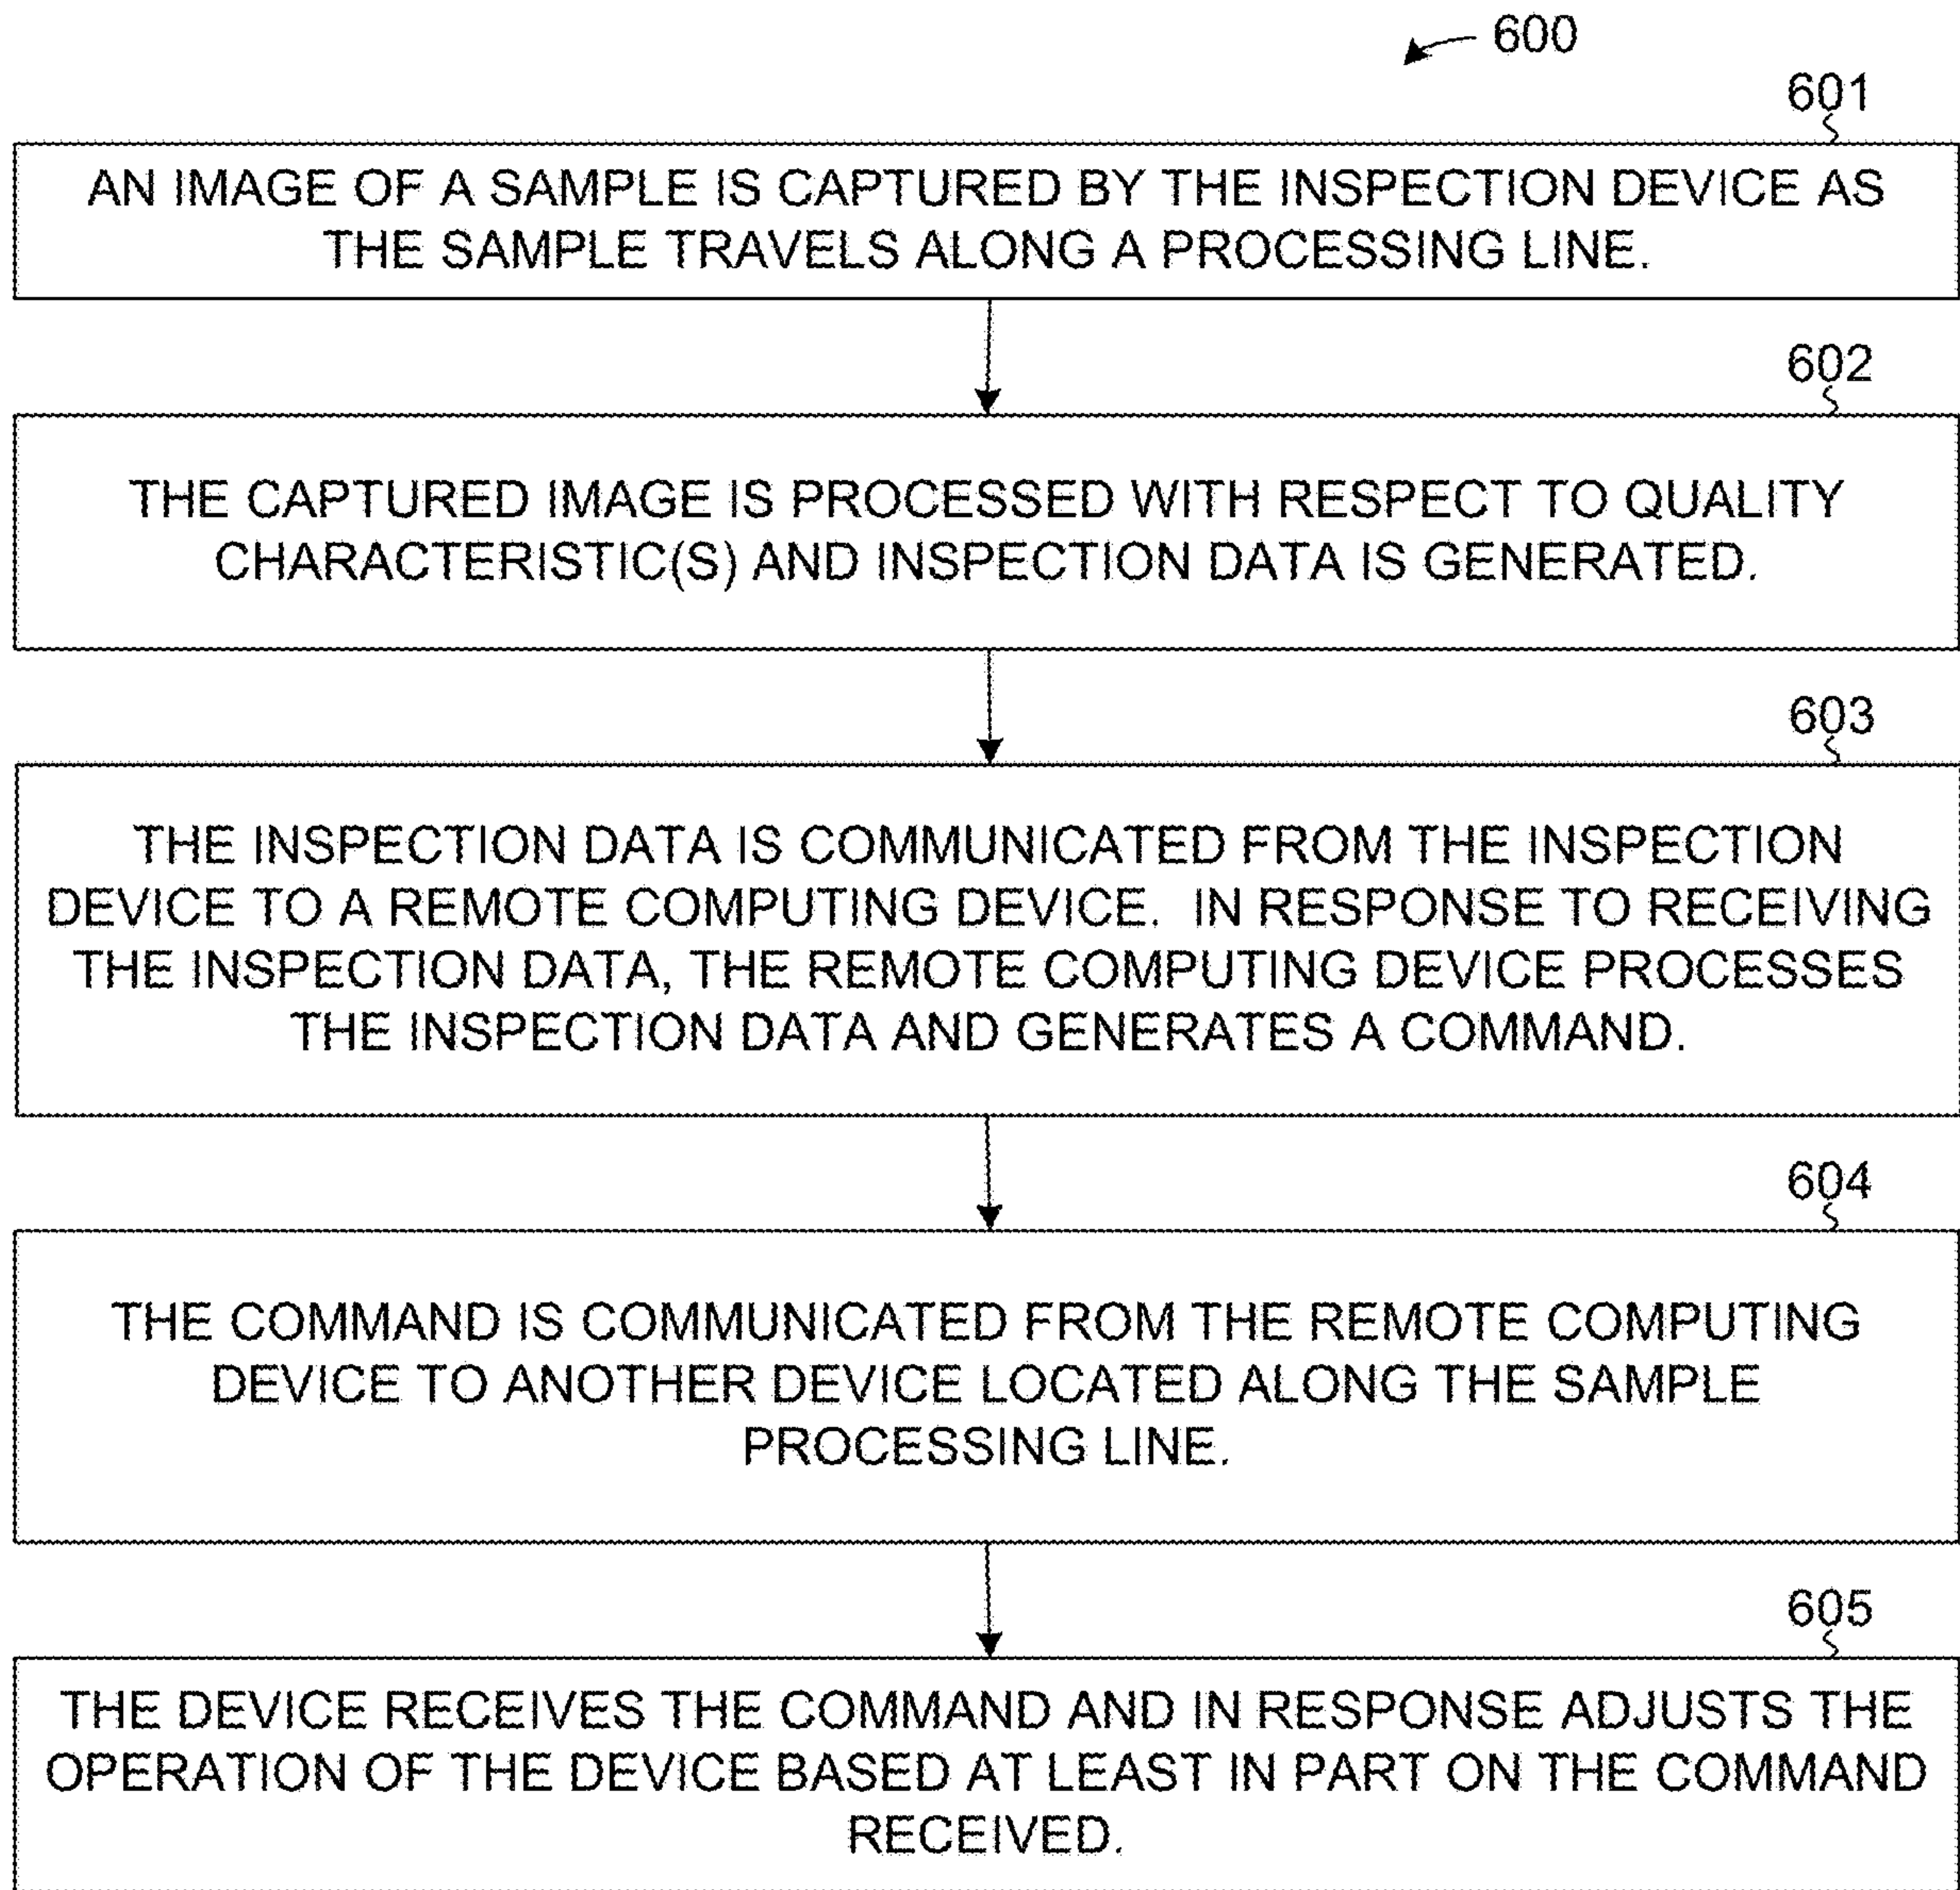 600
601
AN IMAGE OF A SAMPLE IS CAPTURED BY THE INSPECTION DEVICE AS
THE SAMPLE TRAVELS ALONG A PROCESSING LINE.
602
THE CAPTURED IMAGE IS PROCESSED WITH RESPECT TO QUALITY
CHARACTERISTIC(S) AND INSPECTION DATA IS GENERATED.
603
THE INSPECTION DATA IS COMMUNICATED FROM THE INSPECTION
DEVICE TO A REMOTE COMPUTING DEVICE. IN RESPONSE TO RECEIVING
THE INSPECTION DATA, THE REMOTE COMPUTING DEVICE PROCESSES
THE INSPECTION DATA AND GENERATES A COMMAND.
604
THE COMMAND IS COMMUNICATED FROM THE REMOTE COMPUTING
DEVICE TO ANOTHER DEVICE LOCATED ALONG THE SAMPLE
PROCESSING LINE.
605
THE DEVICE RECEIVES THE COMMAND AND IN RESPONSE ADJUSTS THE
OPERATION OF THE DEVICE BASED AT LEAST IN PART ON THE COMMAND
RECEIVED.